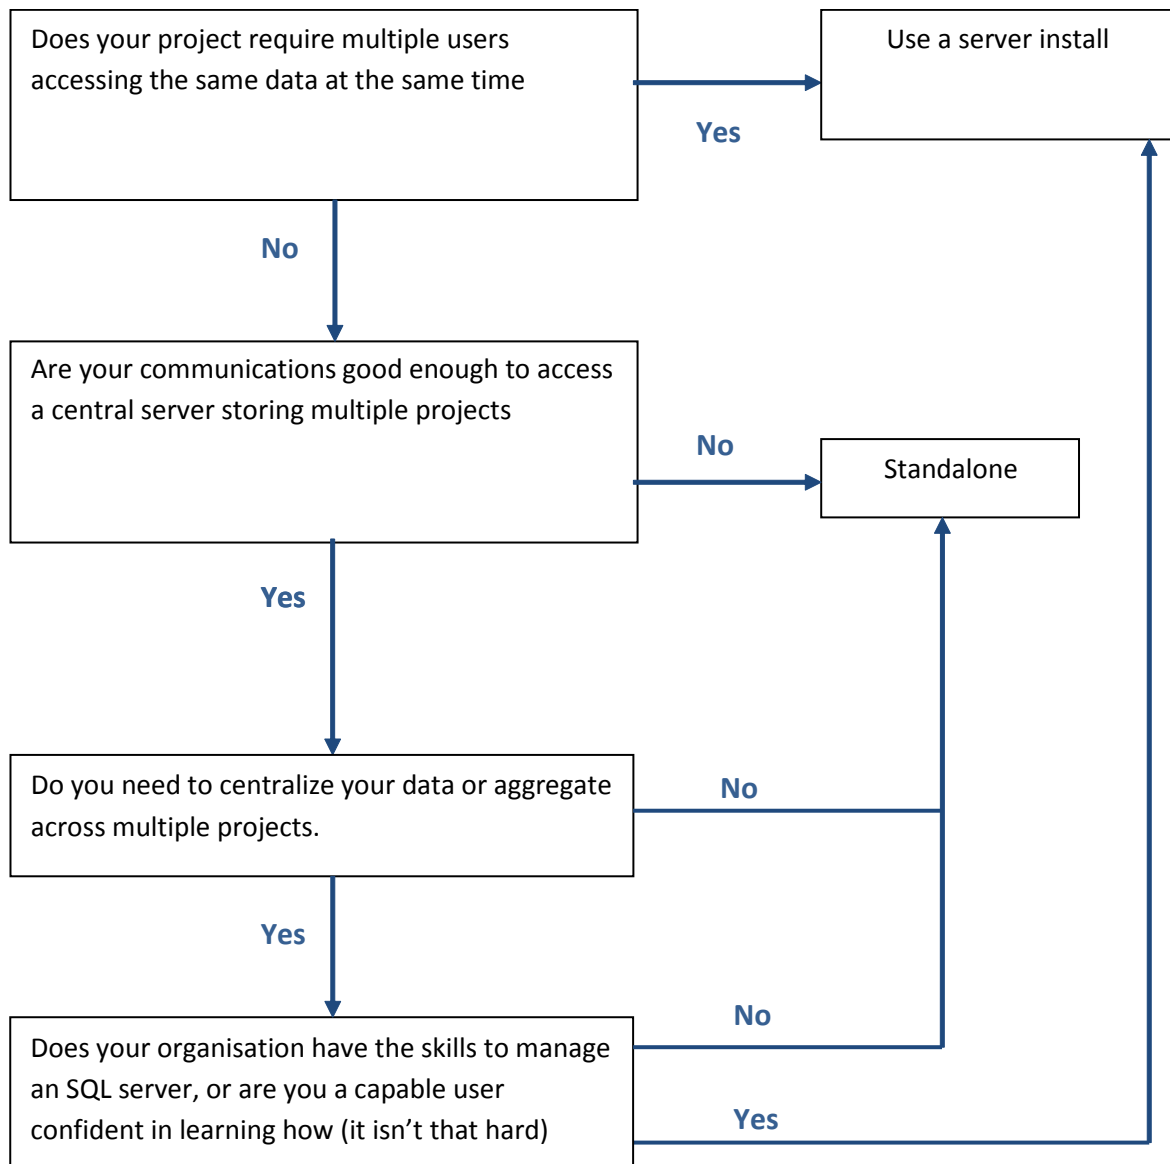 Does your project require multiple users
accessing the same data at the same time
Use a server install
Yes
No
Are your communications good enough to access
a central server storing multiple projects
No
Standalone
Yes
Do you need to centralize your data or aggregate
across multiple projects.
No
Yes
Does your organisation have the skills to manage
an SQL server, or are you a capable user
confident in learning how (it isn’t that hard)
No
Yes